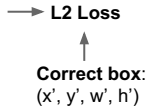 L2 Loss
Correct box:
(x’, y’, w’, h’)